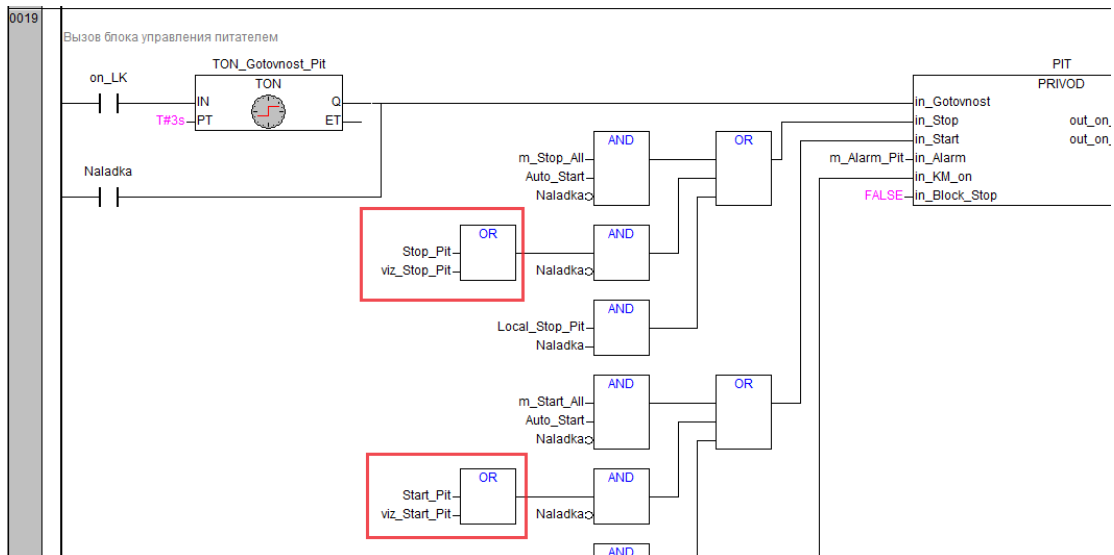 0019
Вызов блока управления питателем
on_LK
TON_Gotovnost_Pit
TON
IN
Q
T#3s
PT
ET
Naladka
PIT
PRIVOD
in_Gotovnost
in_Stop
out_on_
in_Start
out_on_
m_Alarm_Pit
in_Alarm
in_KM_on
FALSE
in_Block_Stop
AND
OR
m_Stop_All
Auto_Start
Naladka
OR
AND
Stop_Pit
viz_Stop_Pit
Naladka
AND
Local_Stop_Pit
Naladka
AND
OR
m_Start_All
Auto_Start
Naladka
OR
AND
Start_Pit
viz_Start_Pit
Naladka
AND